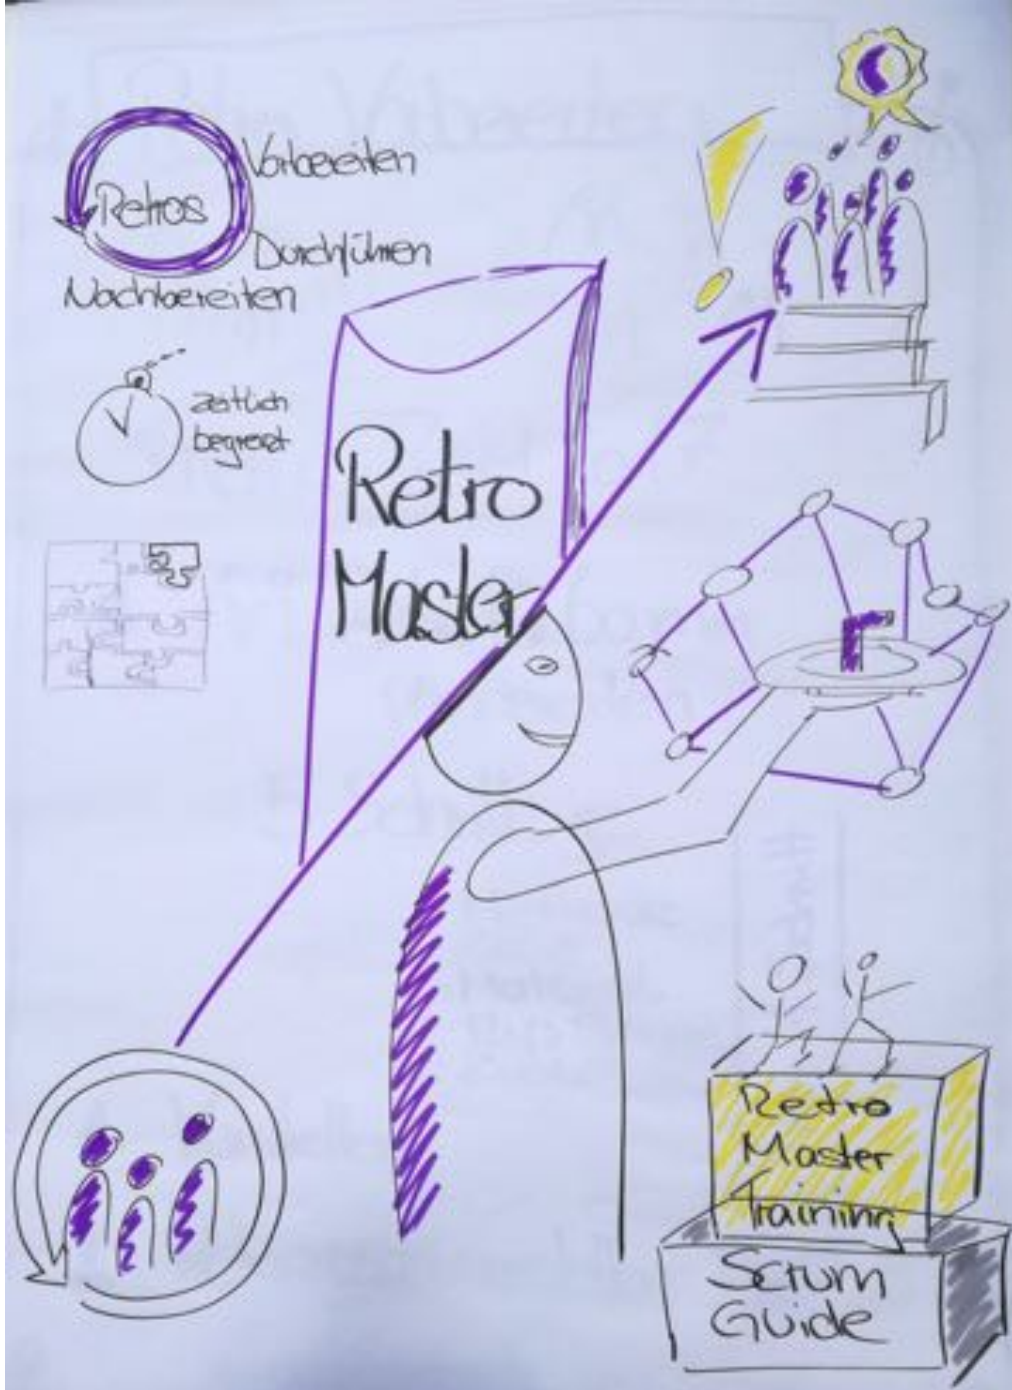 Retros
Vorbereiten
Durchführen
Nachbereiten
zeitlich
begrenzt
Retro
Master
Retro
Master
Training
Scrum
Guide